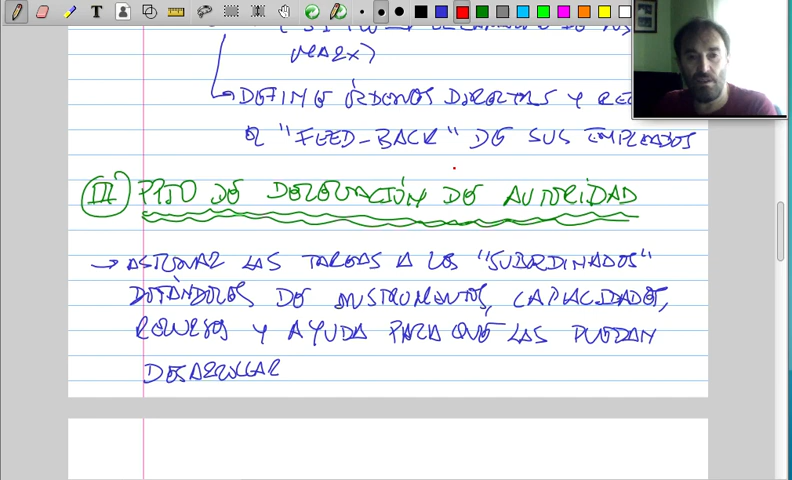 MARX)
→ DEFINE ÓRDENES DIRECTAS Y
EL "FEED-BACK" DE SUS EMPLEADOS
III PPIO DE DELEGACIÓN DE AUTORIDAD
→ ASIGNAR LAS TAREAS A LOS "SUBORDINADOS"
DOTÁNDOLOS DE INSTRUMENTOS, CAPACIDADES,
RECURSOS Y AYUDA PARA QUE LAS PUEDAN
DESARROLLAR